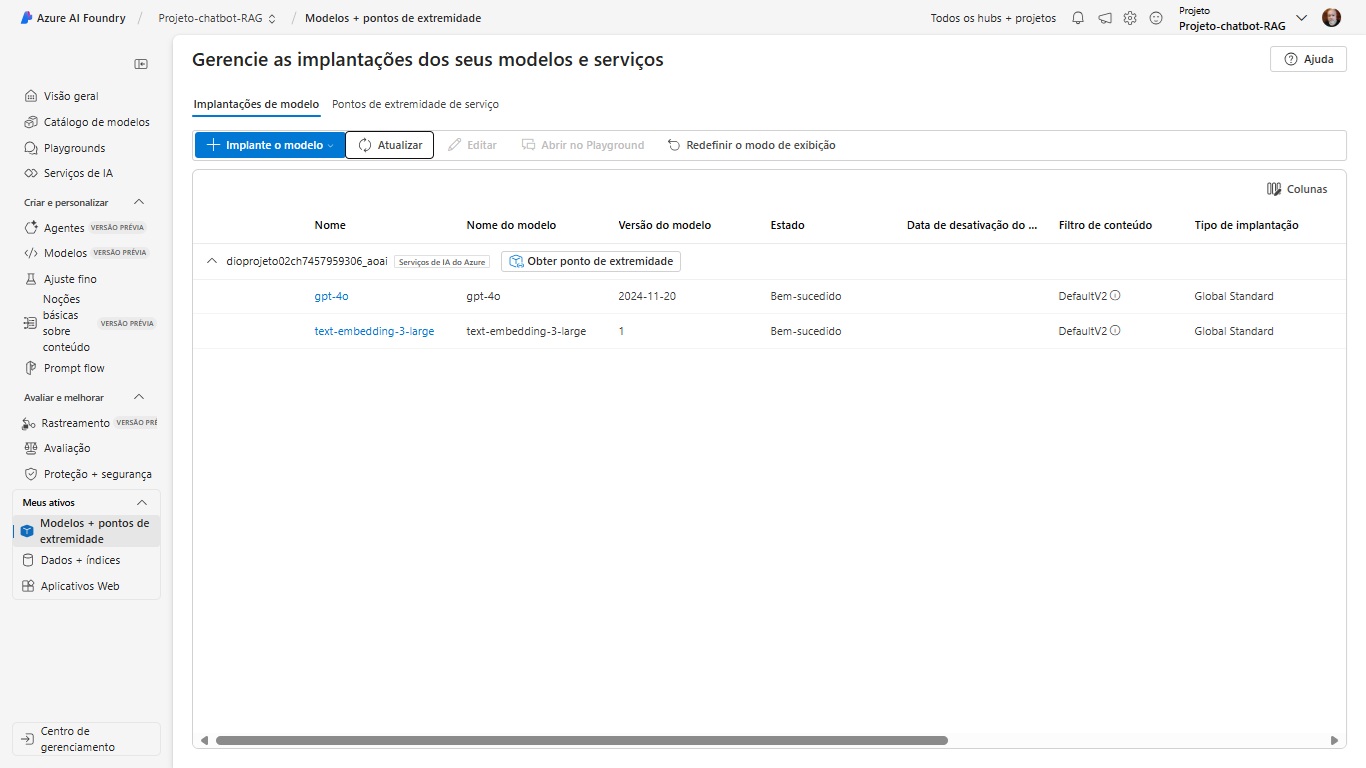 Azure AI Foundry / Projeto-chatbot-RAG / Modelos + pontos de extremidade
Todos os hubs + projetos
Projeto
Projeto-chatbot-RAG
Visão geral
Catálogo de modelos
Playgrounds
Serviços de IA
Criar e personalizar
Agentes VERSÃO PRÉVIA
Modelos VERSÃO PRÉVIA
Ajuste fino
Noções
básicas
sobre
conteúdo
VERSÃO PRÉVIA
Prompt flow
Avaliar e melhorar
Rastreamento VERSÃO PRÉ
Avaliação
Proteção + segurança
Meus ativos
Modelos + pontos de
extremidade
Dados + índices
Aplicativos Web
Centro de
gerenciamento
Gerencie as implantações dos seus modelos e serviços
Ajuda
Implantações de modelo Pontos de extremidade de serviço
Implante o modelo Atualizar Editar Abrir no Playground Redefinir o modo de exibição
Colunas
Nome Nome do modelo Versão do modelo Estado Data de desativação do ... Filtro de conteúdo Tipo de implantação
dioprojeto02ch7457959306_aoai Serviços de IA do Azure Obter ponto de extremidade
gpt-4o gpt-4o 2024-11-20 Bem-sucedido DefaultV2 Global Standard
text-embedding-3-large text-embedding-3-large 1 Bem-sucedido DefaultV2 Global Standard